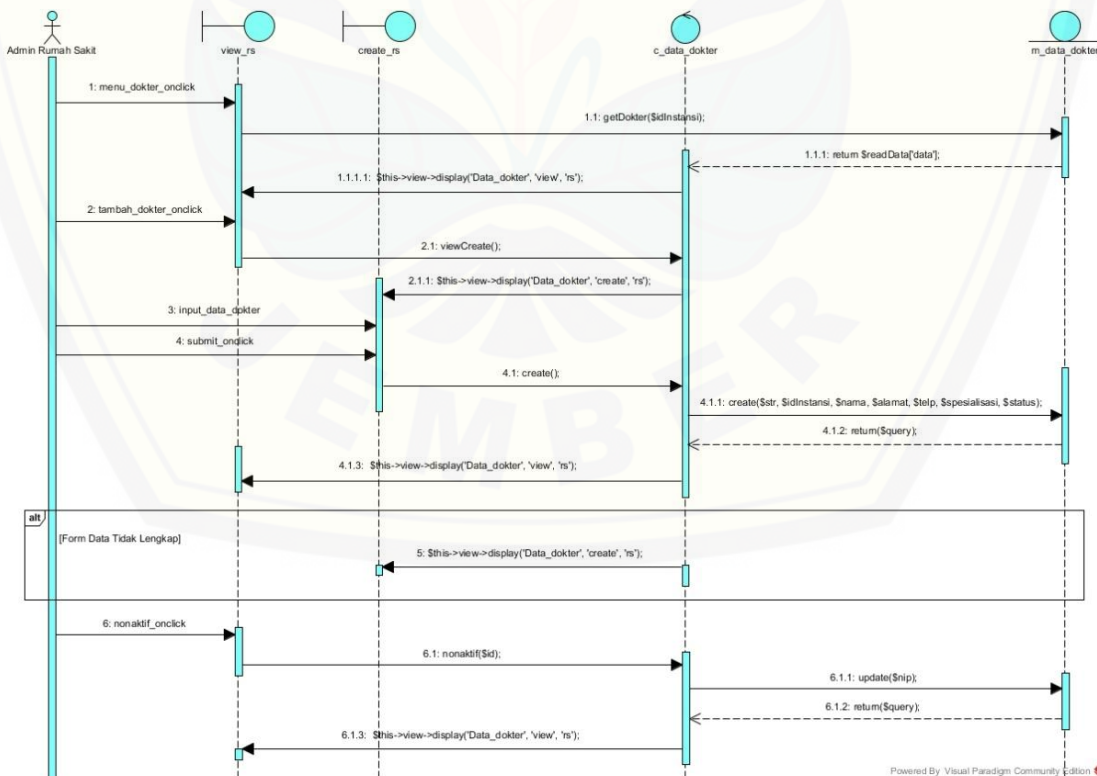 Admin Rumah Sakit
view_rs
create_rs
c_data_dokter
m_data_dokter
1: menu_dokter_onclick
1.1: getDokter($idInstansi);
1.1.1: return $readData['data'];
1.1.1.1: $this->view->display('Data_dokter', 'view', 'rs');
2: tambah_dokter_onclick
2.1: viewCreate();
2.1.1: $this->view->display('Data_dokter', 'create', 'rs');
3: input_data_dokter
4: submit_onclick
4.1: create();
4.1.1: create($str, $idInstansi, $nama, $alamat, $telp, $spesialisasi, $status);
4.1.2: return($query);
4.1.3: $this->view->display('Data_dokter', 'view', 'rs');
alt
[Form Data Tidak Lengkap]
5: $this->view->display('Data_dokter', 'create', 'rs');
6: nonaktif_onclick
6.1: nonaktif($id);
6.1.1: update($nip);
6.1.2: return($query);
6.1.3: $this->view->display('Data_dokter', 'view', 'rs');
JEMBER
Powered By Visual Paradigm Community Edition